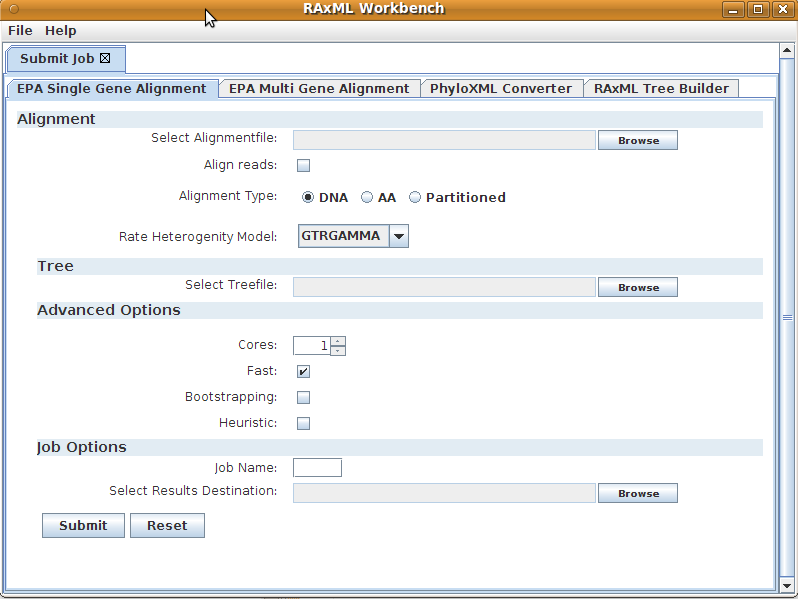 RAxML Workbench
File Help
Submit Job
EPA Single Gene Alignment EPA Multi Gene Alignment PhyloXML Converter RAxML Tree Builder
Alignment
Select Alignmentfile: Browse
Align reads:
Alignment Type: DNA AA Partitioned
Rate Heterogenity Model: GTRGAMMA
Tree
Select Treefile: Browse
Advanced Options
Cores: 1
Fast:
Bootstrapping:
Heuristic:
Job Options
Job Name:
Select Results Destination: Browse
Submit Reset